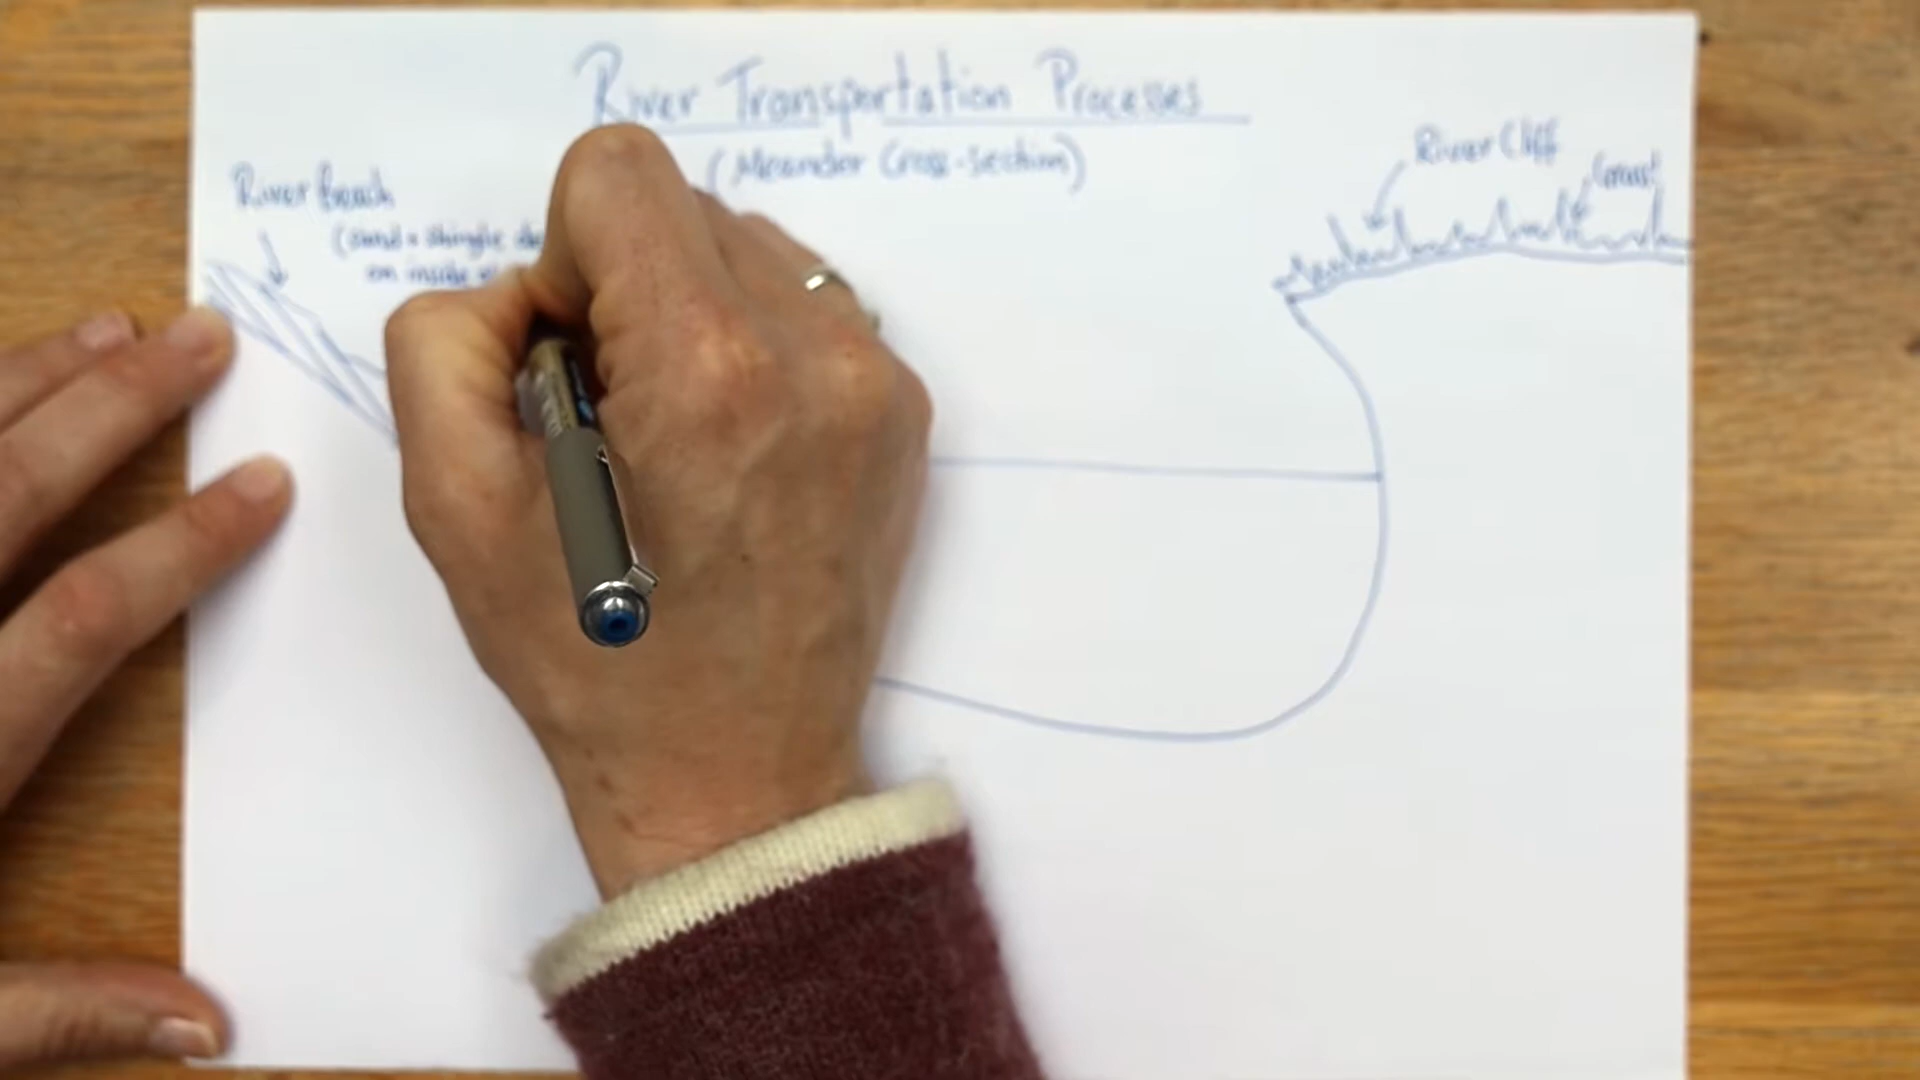 River Transportation Processes
(Meander Cross-section)
River Cliff
Grass!
River beach
(sand + shingle
on inside